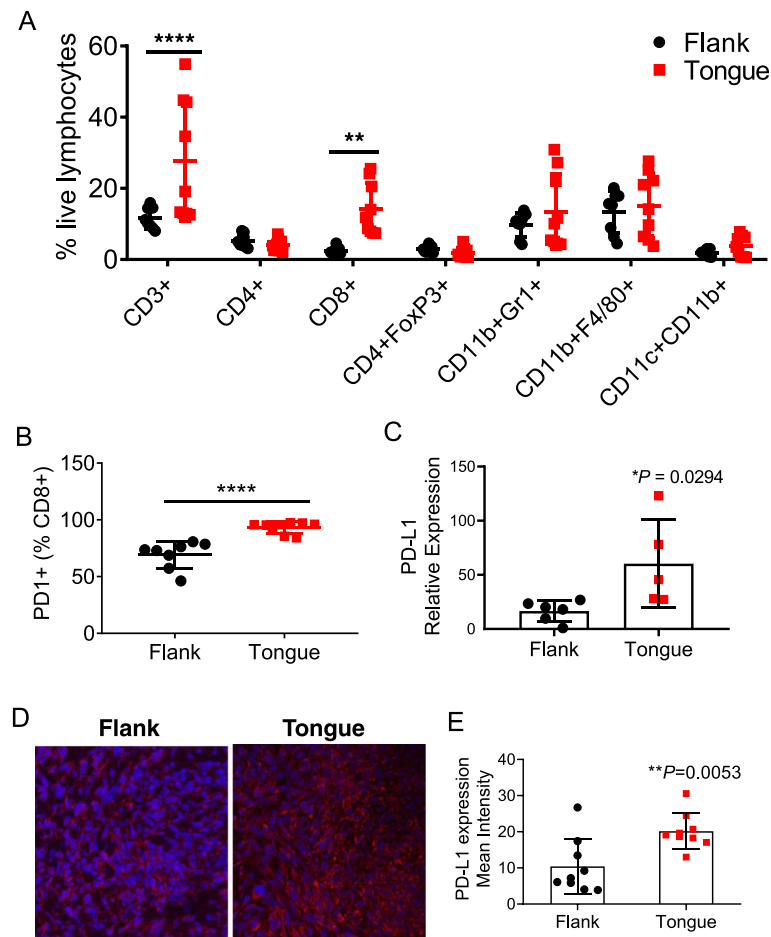 A
% live lymphocytes
60
40
20
0
****
**
Flank
Tongue
CD3+
CD4+
CD8+
CD4+FoxP3+
CD11b+Gr1+
CD11b+F4/80+
CD11c+CD11b+
B
PD1+ (% CD8+)
150
100
50
0
****
Flank
Tongue
C
PD-L1
Relative Expression
150
100
50
0
*P = 0.0294
Flank
Tongue
D
Flank
Tongue
E
PD-L1 expression
Mean Intensity
40
30
20
10
0
**P=0.0053
Flank
Tongue